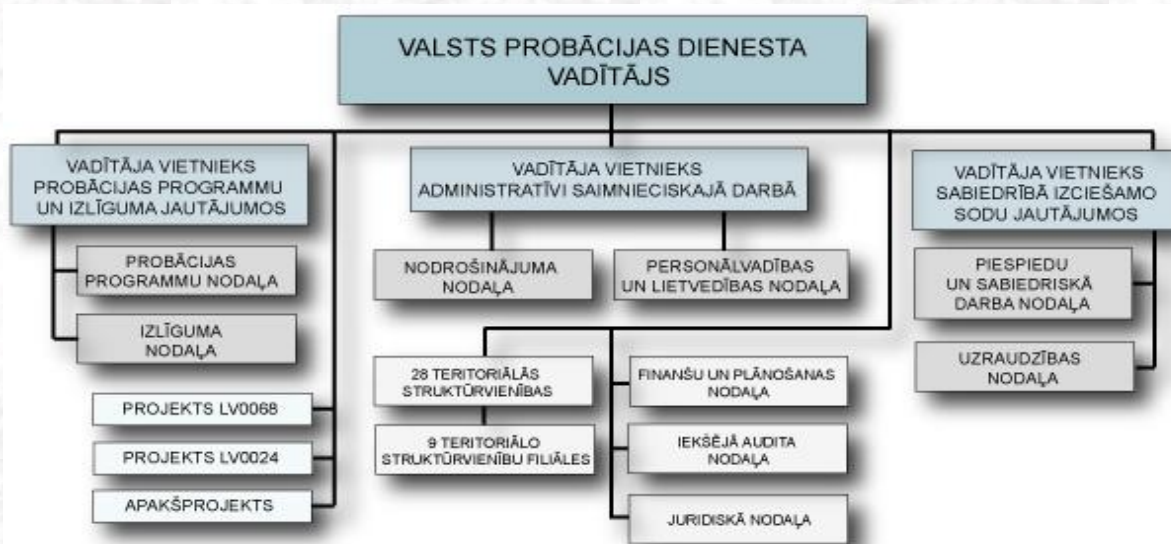 VALSTS PROBĀCIJAS DIENESTA
VADĪTĀJS
VADĪTĀJA VIETNIEKS
PROBĀCIJAS PROGRAMMU
UN IZLĪGUMA JAUTĀJUMOS
VADĪTĀJA VIETNIEKS
ADMINISTRATĪVI SAIMNIECISKAJĀ DARBĀ
VADĪTĀJA VIETNIEKS
SABIEDRĪBĀ IZCIEŠAMO
SODU JAUTĀJUMOS
PROBĀCIJAS
PROGRAMMU NODAĻA
IZLĪGUMA
NODAĻA
NODROŠINĀJUMA
NODAĻA
PERSONĀLVADĪBAS
UN LIETVEDĪBAS NODAĻA
PIESPIEDU
UN SABIEDRISKĀ
DARBA NODAĻA
UZRAUDZĪBAS
NODAĻA
PROJEKTS LV0068
PROJEKTS LV0024
APAKŠPROJEKTS
28 TERITORIĀLĀS
STRUKTŪRVIENĪBAS
9 TERITORIĀLO
STRUKTŪRVIENĪBU FILIĀLES
FINANŠU UN PLĀNOŠANAS
NODAĻA
IEKŠĒJĀ AUDITA
NODAĻA
JURIDISKĀ NODAĻA